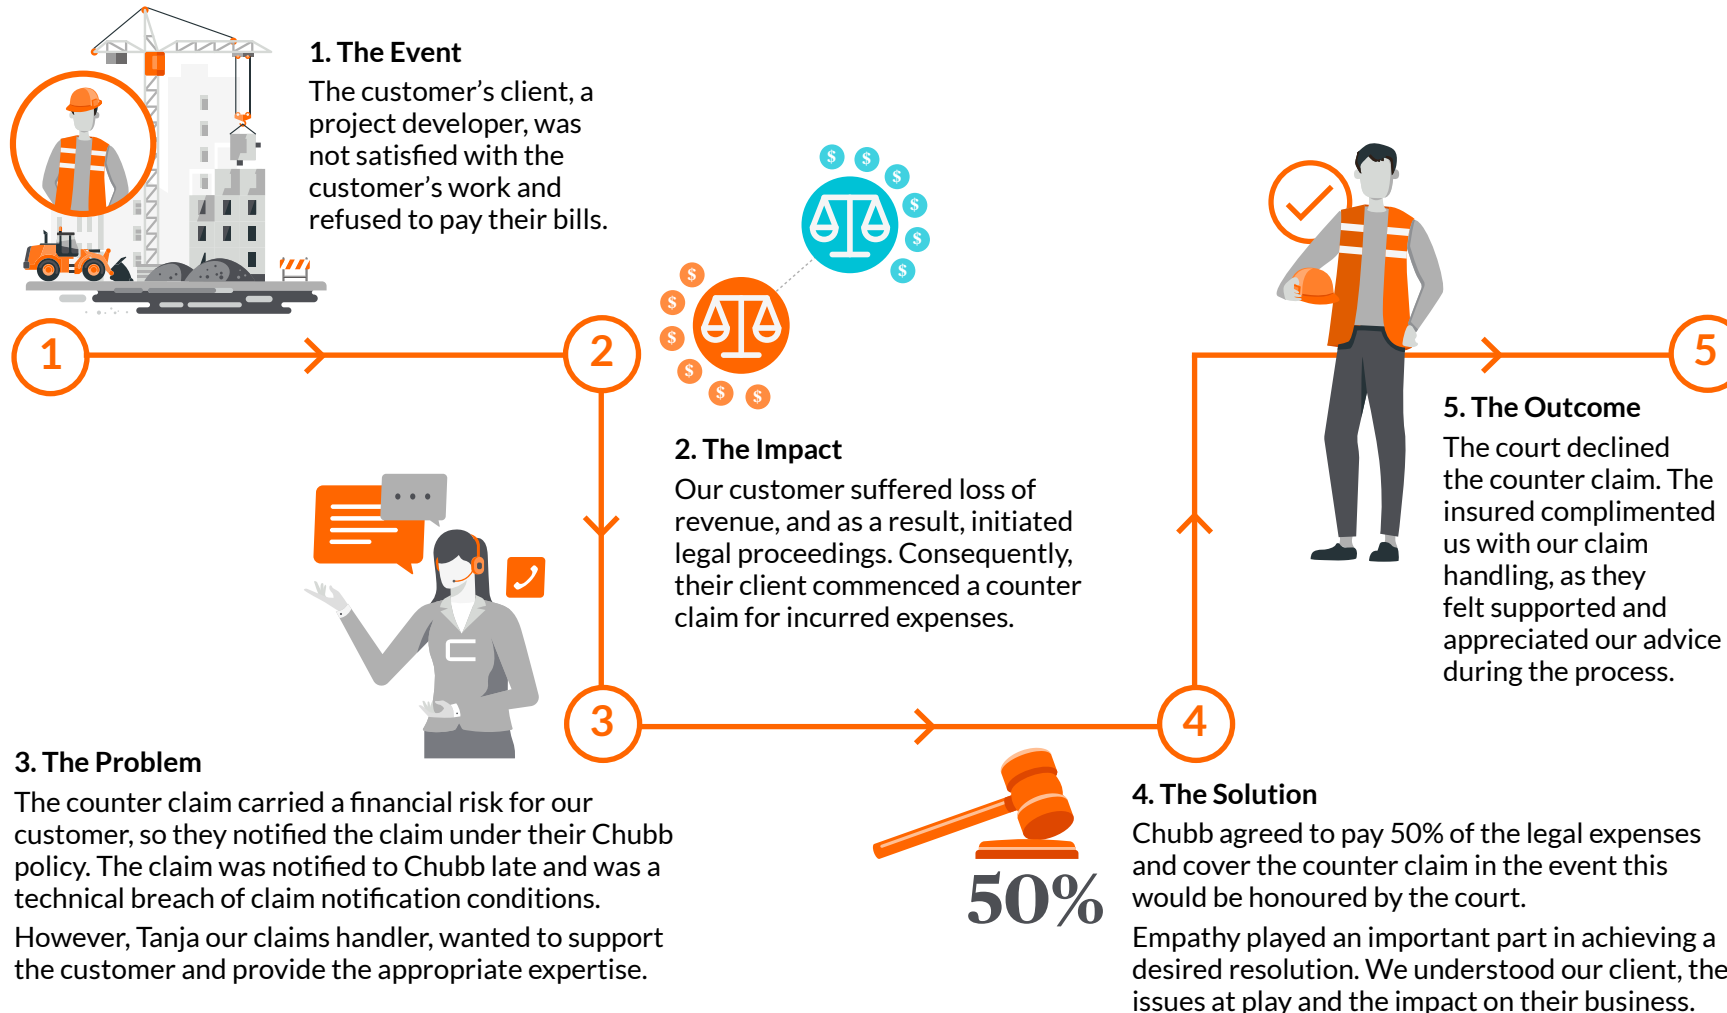 1. The Event
The customer’s client, a
project developer, was
not satisfied with the
customer’s work and
refused to pay their bills.
$ $ $ $ $ $
$ $ $ $ $ $
1
2
2. The Impact
Our customer suffered loss of
revenue, and as a result, initiated
legal proceedings. Consequently,
their client commenced a counter
claim for incurred expenses.
3
3. The Problem
The counter claim carried a financial risk for our
customer, so they notified the claim under their Chubb
policy. The claim was notified to Chubb late and was a
technical breach of claim notification conditions.
However, Tanja our claims handler, wanted to support
the customer and provide the appropriate expertise.
4
50%
4. The Solution
Chubb agreed to pay 50% of the legal expenses
and cover the counter claim in the event this
would be honoured by the court.
Empathy played an important part in achieving a
desired resolution. We understood our client, the
issues at play and the impact on their business.
5
5. The Outcome
The court declined
the counter claim. The
insured complimented
us with our claim
handling, as they
felt supported and
appreciated our advice
during the process.